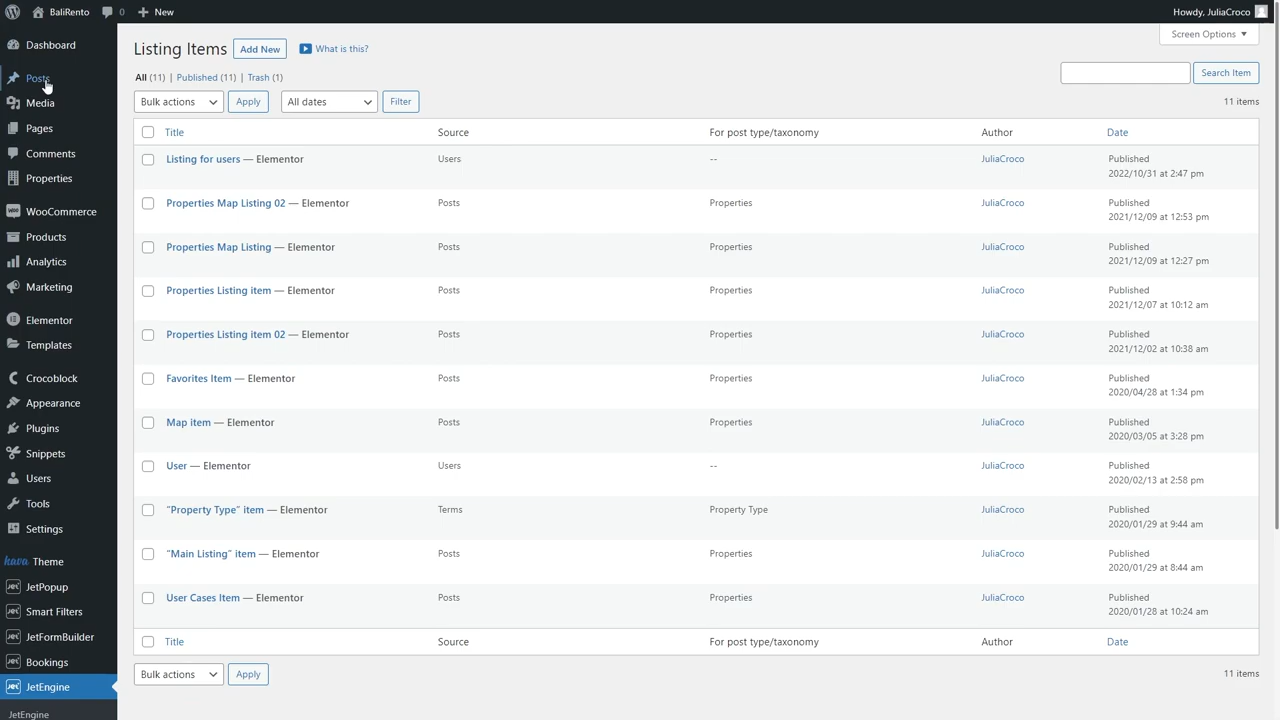 BaliRento 0 New Howdy, JuliaCroco
Dashboard
Posts
Media
Pages
Comments
Properties
WooCommerce
Products
Analytics
Marketing
Elementor
Templates
Crocoblock
Appearance
Plugins
Snippets
Users
Tools
Settings
kava Theme
JetPopup
Smart Filters
JetFormBuilder
Bookings
JetEngine
JetEngine
Screen Options
Listing Items Add New What is this?
All (11) | Published (11) | Trash (1)
Search Item
Bulk actions Apply All dates Filter 11 items
Title Source For post type/taxonomy Author Date
Listing for users — Elementor Users -- JuliaCroco Published
2022/10/31 at 2:47 pm
Properties Map Listing 02 — Elementor Posts Properties JuliaCroco Published
2021/12/09 at 12:53 pm
Properties Map Listing — Elementor Posts Properties JuliaCroco Published
2021/12/09 at 12:27 pm
Properties Listing item — Elementor Posts Properties JuliaCroco Published
2021/12/07 at 10:12 am
Properties Listing item 02 — Elementor Posts Properties JuliaCroco Published
2021/12/02 at 10:38 am
Favorites Item — Elementor Posts Properties JuliaCroco Published
2020/04/28 at 1:34 pm
Map item — Elementor Posts Properties JuliaCroco Published
2020/03/05 at 3:28 pm
User — Elementor Users -- JuliaCroco Published
2020/02/13 at 2:58 pm
"Property Type" item — Elementor Terms Property Type JuliaCroco Published
2020/01/29 at 9:44 am
"Main Listing" item — Elementor Posts Properties JuliaCroco Published
2020/01/29 at 8:44 am
User Cases Item — Elementor Posts Properties JuliaCroco Published
2020/01/28 at 10:24 am
Title Source For post type/taxonomy Author Date
Bulk actions Apply 11 items